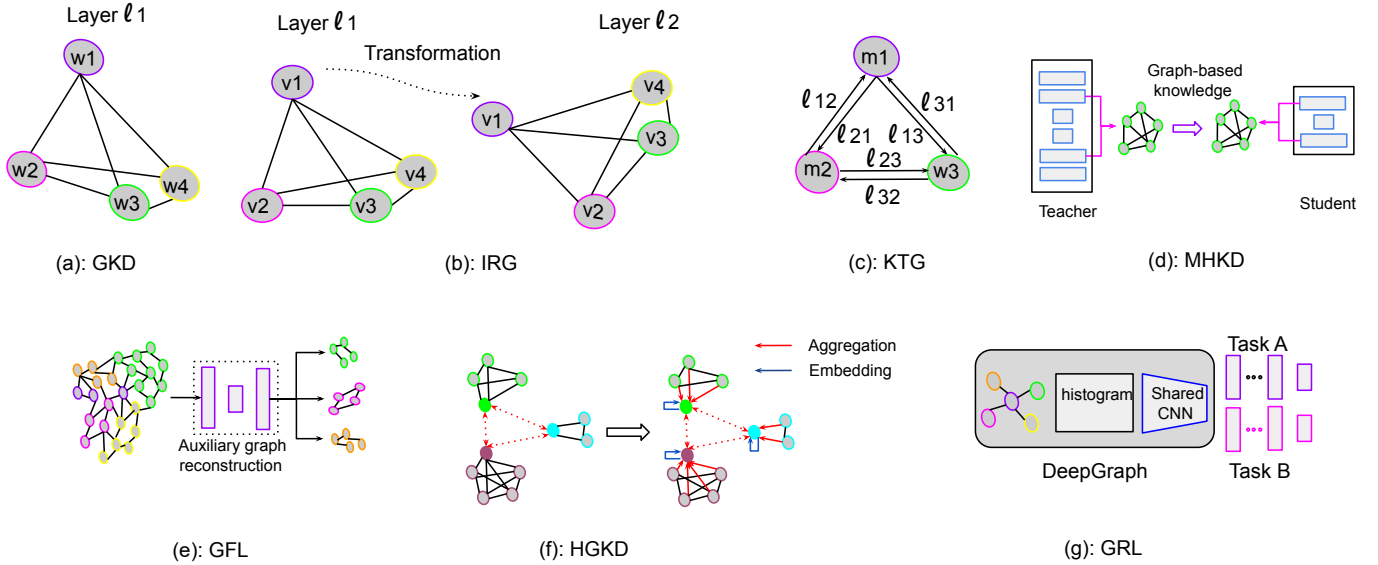 Layer ℓ 1
w1
w2
w3
w4
(a): GKD
Layer ℓ 1
Transformation
Layer ℓ 2
v1
v2
v3
v4
v1
v4
v3
v2
(b): IRG
m1
ℓ 12
ℓ 31
ℓ 21
ℓ 13
m2
ℓ 23
w3
ℓ 32
(c): KTG
Graph-based
knowledge
Teacher
Student
(d): MHKD
Auxiliary graph
reconstruction
(e): GFL
Aggregation
Embedding
(f): HGKD
histogram
Shared
CNN
DeepGraph
Task A
Task B
(g): GRL